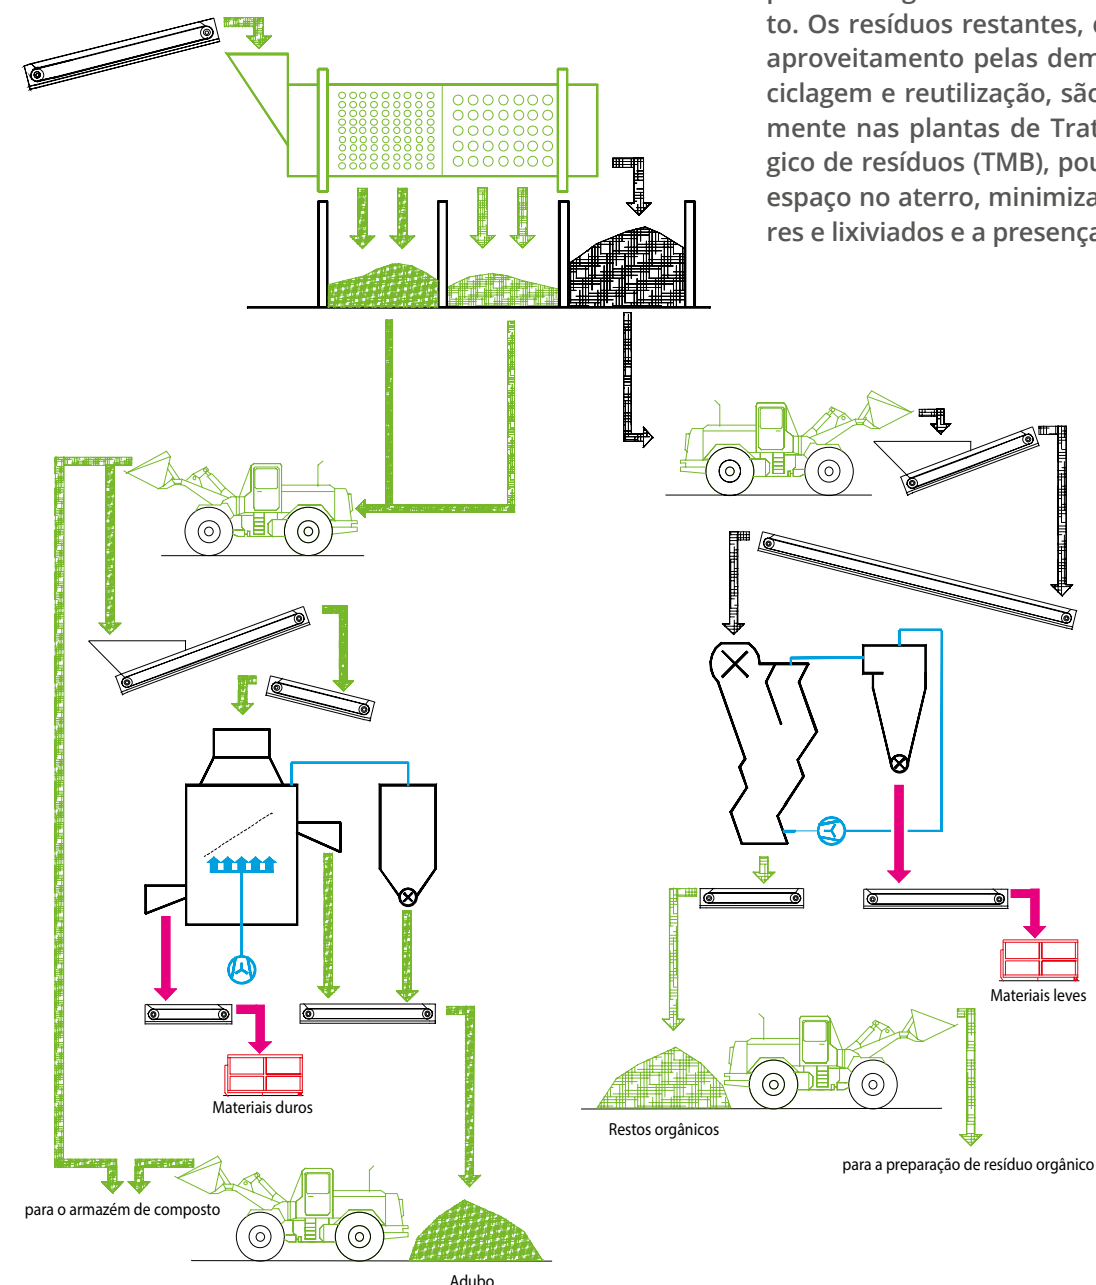 to. Os resíduos restantes,
aproveitamento pelas dem
ciclagem e reutilização, são
mente nas plantas de Trat
gico de resíduos (TMB), pou
espaço no aterro, minimiza
res e lixiviados e a presença
Materiais leves
Materiais duros
Restos orgânicos
para a preparação de resíduo orgânico
para o armazém de composto
Adubo